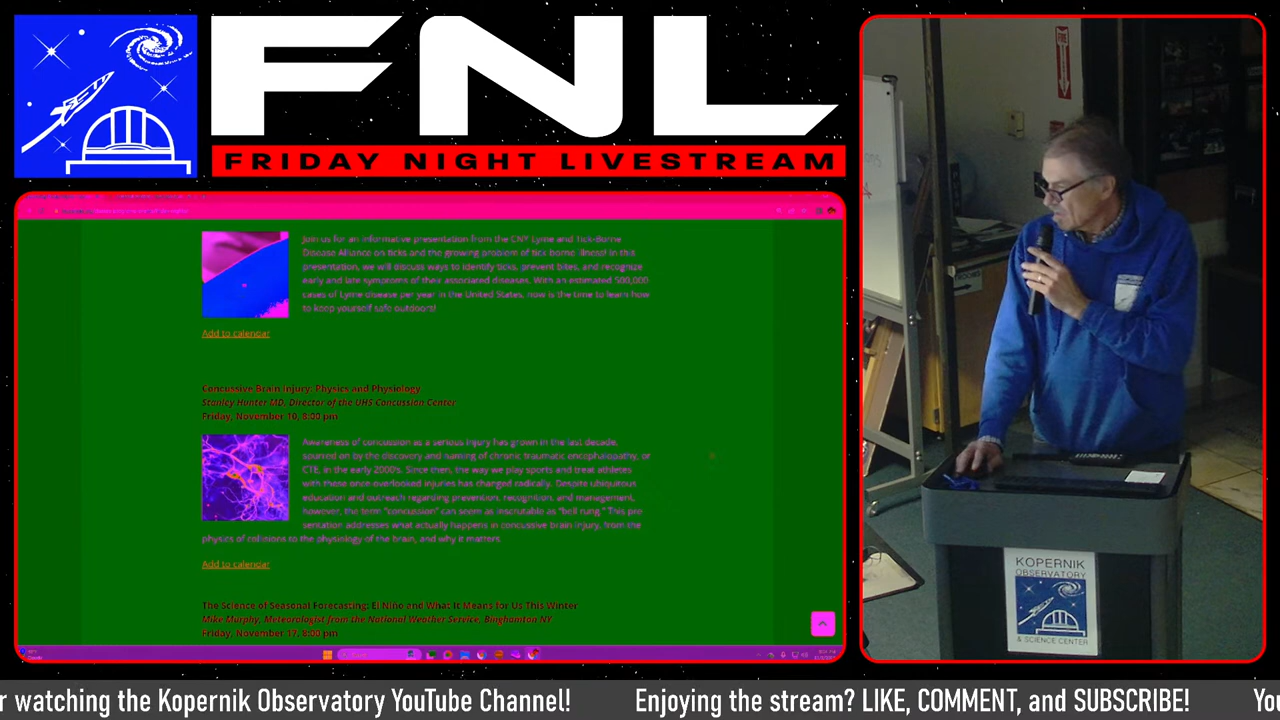 FNL
FRIDAY NIGHT LIVESTREAM
FIRE
Join us for an informative presentation from the CNY Lyme and Tick-Borne
Disease Alliance on ticks and the growing problem of tick borne illness! In this
presentation, we will discuss ways to identify ticks, prevent bites, and recognize
early and late symptoms of their associated diseases. With an estimated 500,000
cases of Lyme disease per year in the United States, now is the time to learn how
to keep yourself safe outdoors!
Add to calendar
Concussive Brain Injury: Physics and Physiology
Stanley Hunter MD, Director of the UHS Concussion Center
Friday, November 10, 8:00 pm
Awareness of concussion as a serious injury has grown in the last decade,
spurred on by the discovery and naming of chronic traumatic encephalopathy, or
CTE, in the early 2000's. Since then, the way we play sports and treat athletes
with these once overlooked injuries has changed radically. Despite ubiquitous
education and outreach regarding prevention, recognition, and management,
however, the term "concussion" can seem as inscrutable as "bell rung." This pre
sentation addresses what actually happens in concussive brain injury, from the
physics of collisions to the physiology of the brain, and why it matters.
Add to calendar
The Science of Seasonal Forecasting: El Niño and What It Means for Us This Winter
Mike Murphy, Meteorologist from the National Weather Service, Binghamton NY
Friday, November 17, 8:00 pm
KOPERNIK
OBSERVATORY
& SCIENCE CENTER
r watching the Kopernik Observatory YouTube Channel! Enjoying the stream? LIKE, COMMENT, and SUBSCRIBE! You